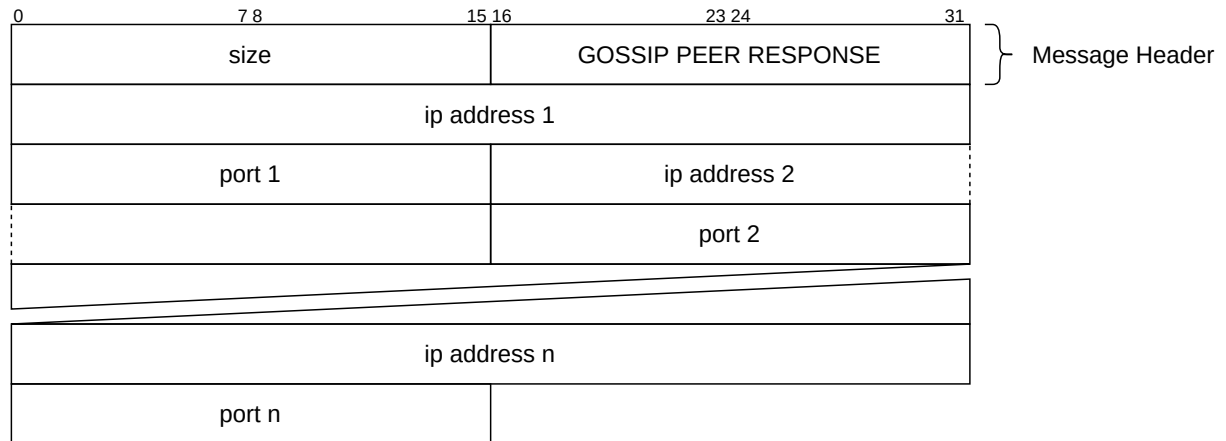 0 7 8 15 16 23 24 31
size GOSSIP PEER RESPONSE Message Header
ip address 1
port 1 ip address 2
port 2
ip address n
port n